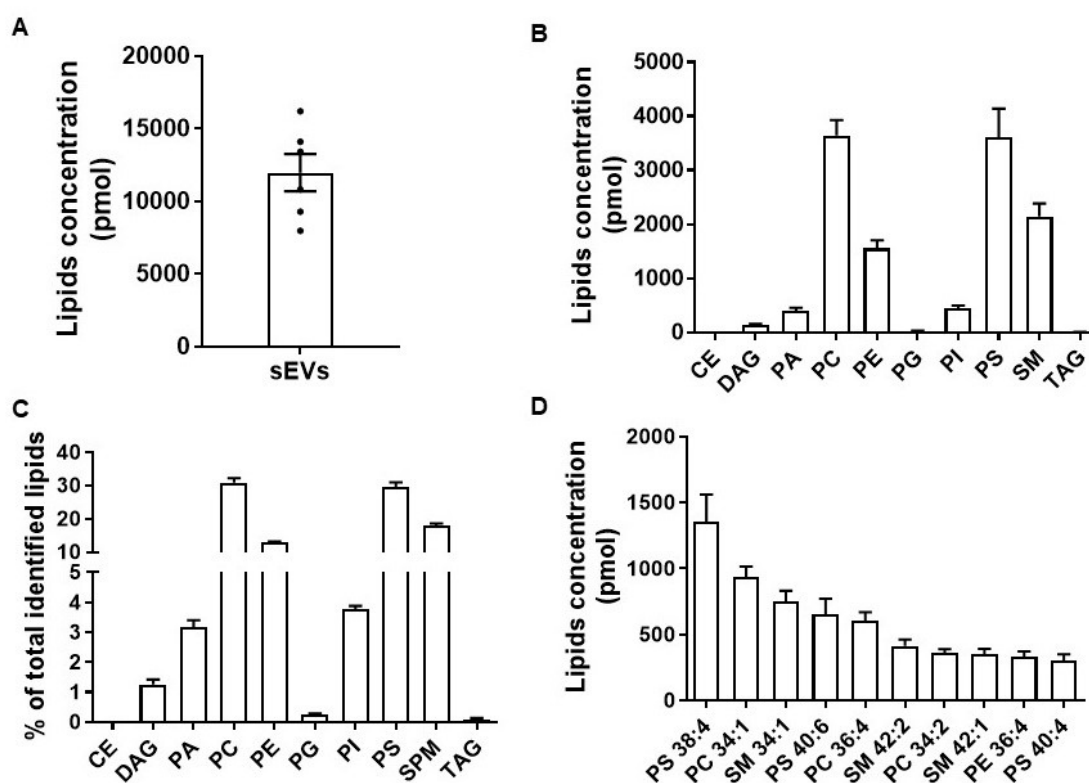 A
Lipids concentration
(pmol)
20000
15000
10000
5000
0
sEVs
B
Lipids concentration
(pmol)
5000
4000
3000
2000
1000
0
CE
DAG
PA
PC
PE
PG
PI
PS
SM
TAG
C
% of total identified lipids
40
30
20
10
5
4
3
2
1
0
CE
DAG
PA
PC
PE
PG
PI
PS
SPM
TAG
D
Lipids concentration
(pmol)
2000
1500
1000
500
0
PS 38:4
PC 34:1
SM 34:1
PS 40:6
PC 36:4
SM 42:2
PC 34:2
SM 42:1
PE 36:4
PS 40:4